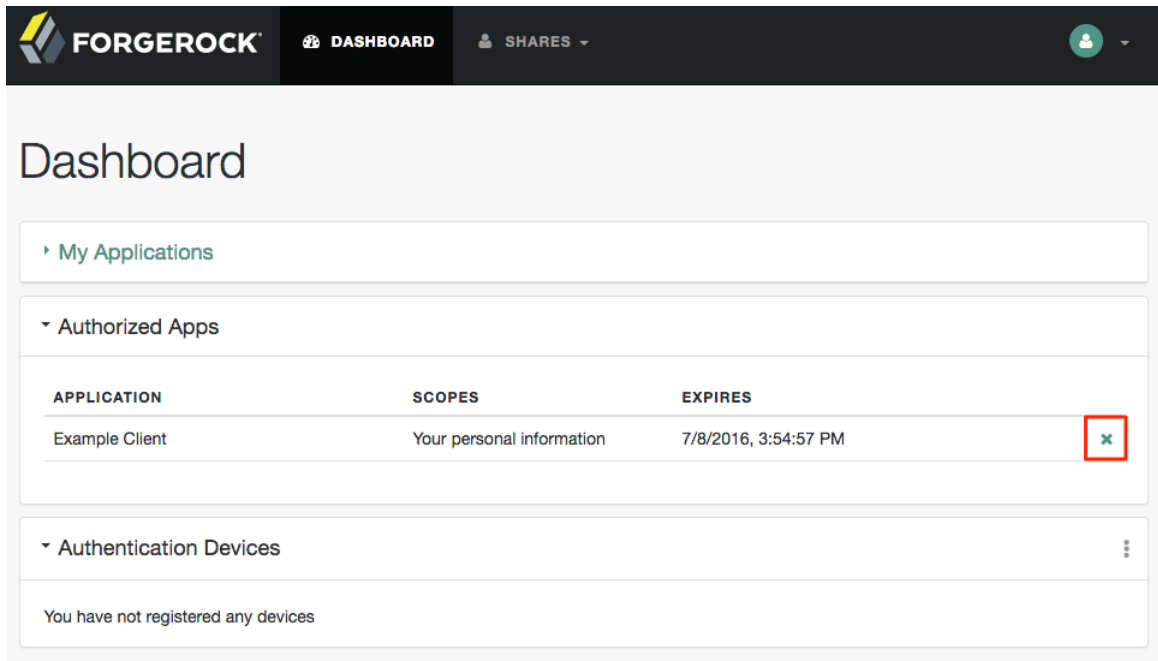 FORGEROCK DASHBOARD SHARES
Dashboard
My Applications
Authorized Apps
APPLICATION SCOPES EXPIRES
Example Client Your personal information 7/8/2016, 3:54:57 PM
Authentication Devices
You have not registered any devices